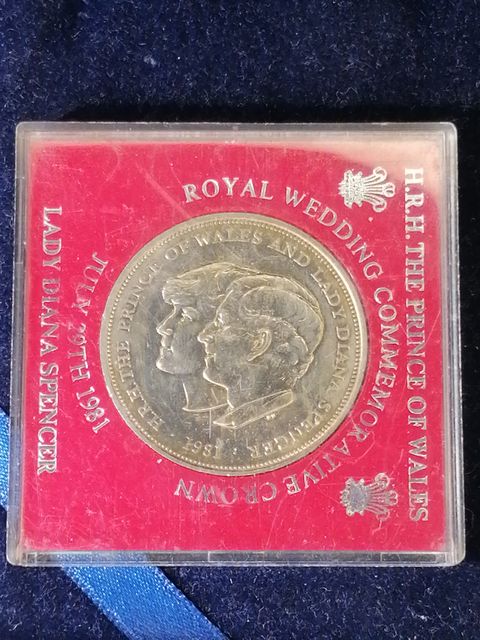 H.R.H. THE PRINCE OF WALES
ROYAL WEDDING COMMEMORATIVE CROWN
H.R.H. THE PRINCE OF WALES AND LADY DIANA SPENCER
1981
JULY 29TH 1981
LADY DIANA SPENCER